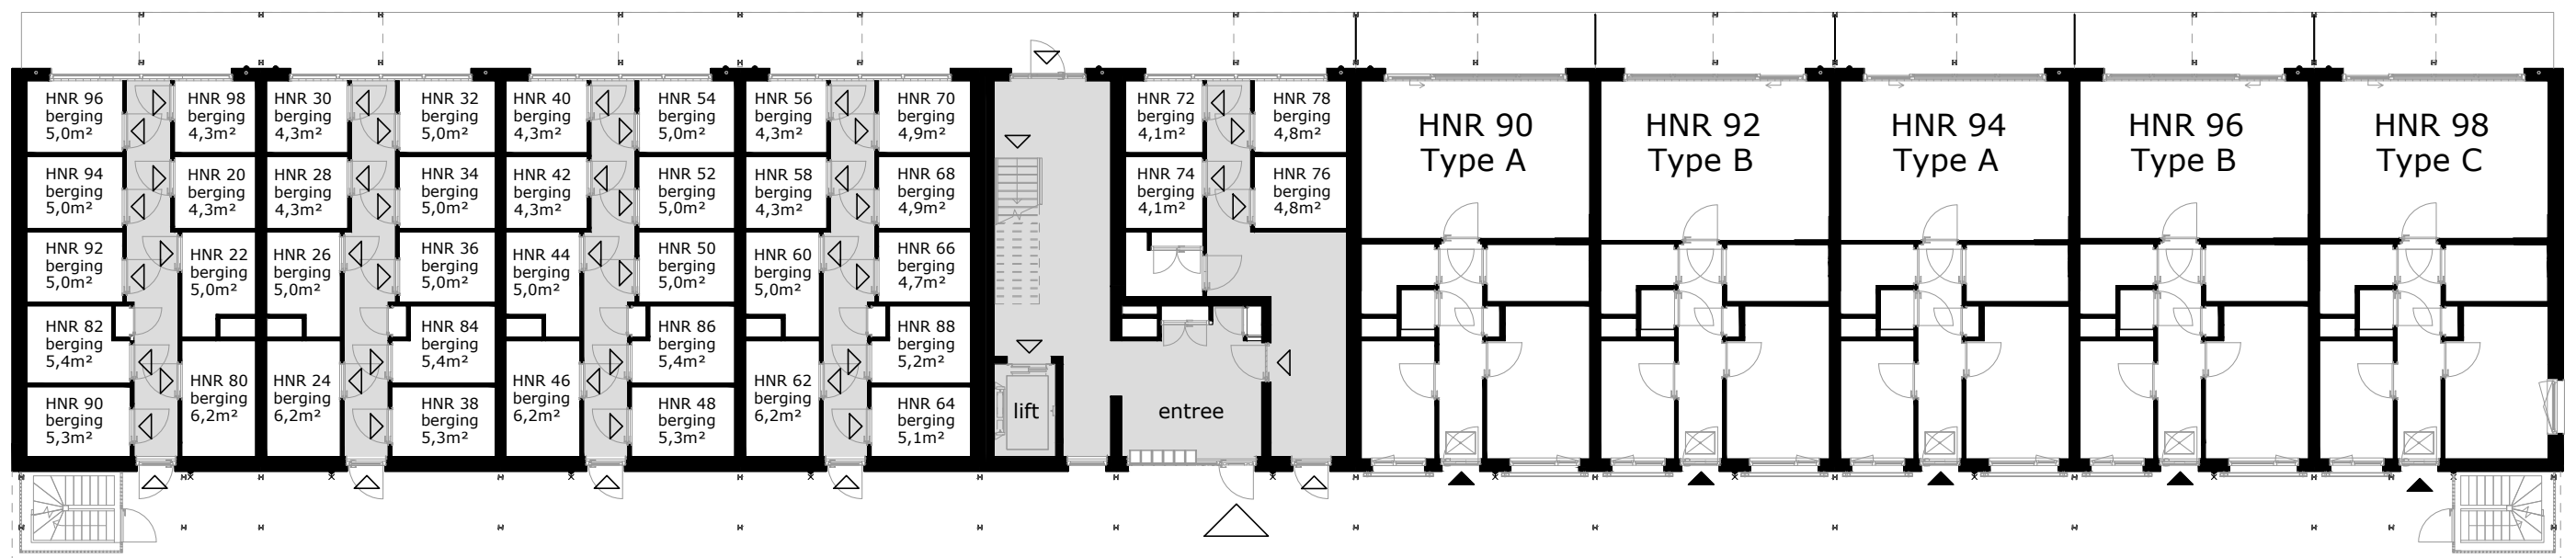 HNR 96
berging
5,0m²
HNR 98
berging
4,3m²
HNR 30
berging
4,3m²
HNR 32
berging
5,0m²
HNR 40
berging
4,3m²
HNR 54
berging
5,0m²
HNR 56
berging
4,3m²
HNR 70
berging
4,9m²
HNR 72
berging
4,1m²
HNR 78
berging
4,8m²
HNR 90
Type A
HNR 92
Type B
HNR 94
Type A
HNR 96
Type B
HNR 98
Type C
HNR 94
berging
5,0m²
HNR 20
berging
4,3m²
HNR 28
berging
4,3m²
HNR 34
berging
5,0m²
HNR 42
berging
4,3m²
HNR 52
berging
5,0m²
HNR 58
berging
4,3m²
HNR 68
berging
4,9m²
HNR 74
berging
4,1m²
HNR 76
berging
4,8m²
HNR 92
berging
5,0m²
HNR 22
berging
5,0m²
HNR 26
berging
5,0m²
HNR 36
berging
5,0m²
HNR 44
berging
5,0m²
HNR 50
berging
5,0m²
HNR 60
berging
5,0m²
HNR 66
berging
4,7m²
HNR 82
berging
5,4m²
HNR 84
berging
5,4m²
HNR 86
berging
5,4m²
HNR 88
berging
5,2m²
HNR 90
berging
5,3m²
HNR 80
berging
6,2m²
HNR 24
berging
6,2m²
HNR 38
berging
5,3m²
HNR 46
berging
6,2m²
HNR 48
berging
5,3m²
HNR 62
berging
6,2m²
HNR 64
berging
5,1m²
lift
entree